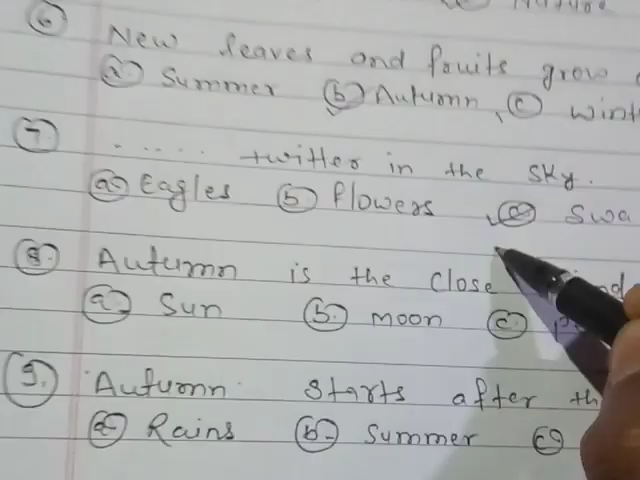 ⑥ New leaves and fruits grow
ⓐ Summer ⓑ Autumn, ⓒ Wint
⑦ ..... twitter in the sky.
ⓐ Eagles ⓑ flowers ⓒ Swa
⑧ Autumn is the close
ⓐ Sun ⓑ moon ⓒ
⑨ Autumn starts after th
ⓐ Rains ⓑ Summer ⓒ